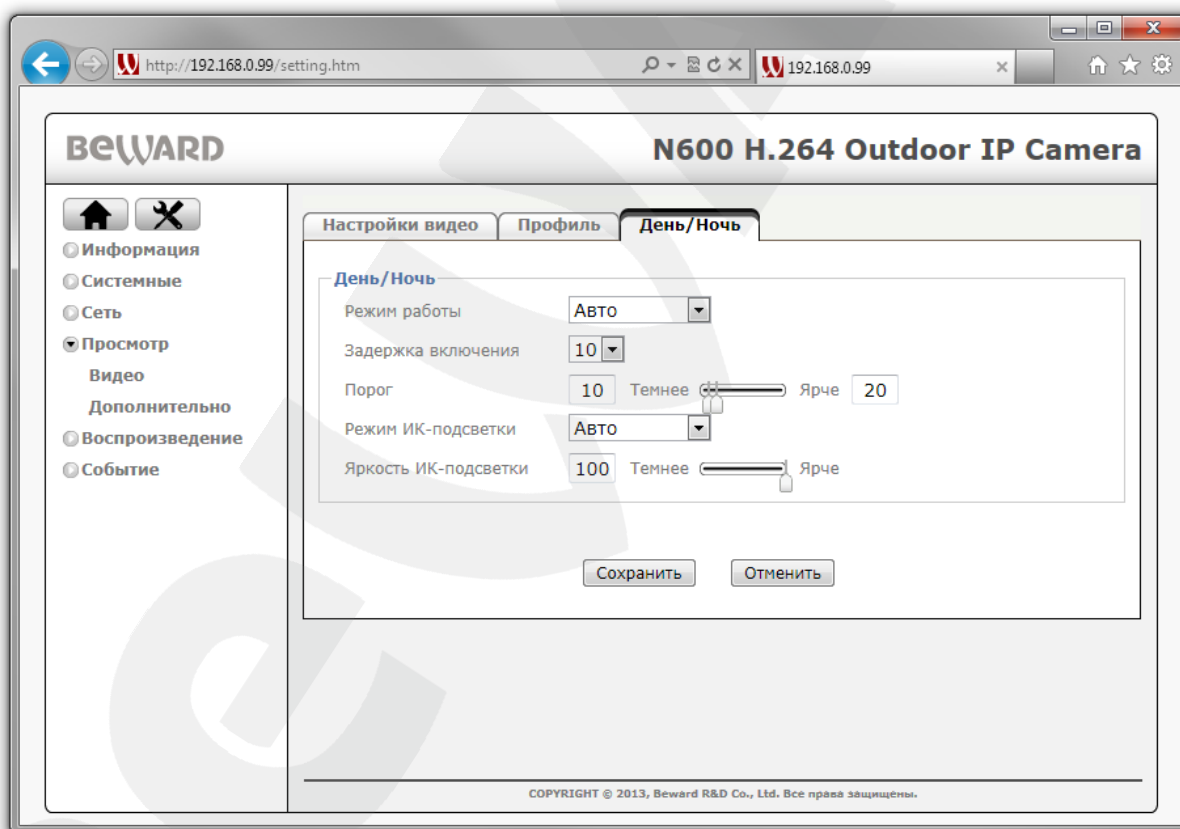 http://192.168.0.99/setting.htm
192.168.0.99
BEWARD
N600 H.264 Outdoor IP Camera
Информация
Системные
Сеть
Просмотр
Видео
Дополнительно
Воспроизведение
Событие
Настройки видео
Профиль
День/Ночь
День/Ночь
Режим работы Авто
Задержка включения 10
Порог 10 Темнее Ярче 20
Режим ИК-подсветки Авто
Яркость ИК-подсветки 100 Темнее Ярче
Сохранить Отменить
COPYRIGHT © 2013, Beward R&D Co., Ltd. Все права защищены.